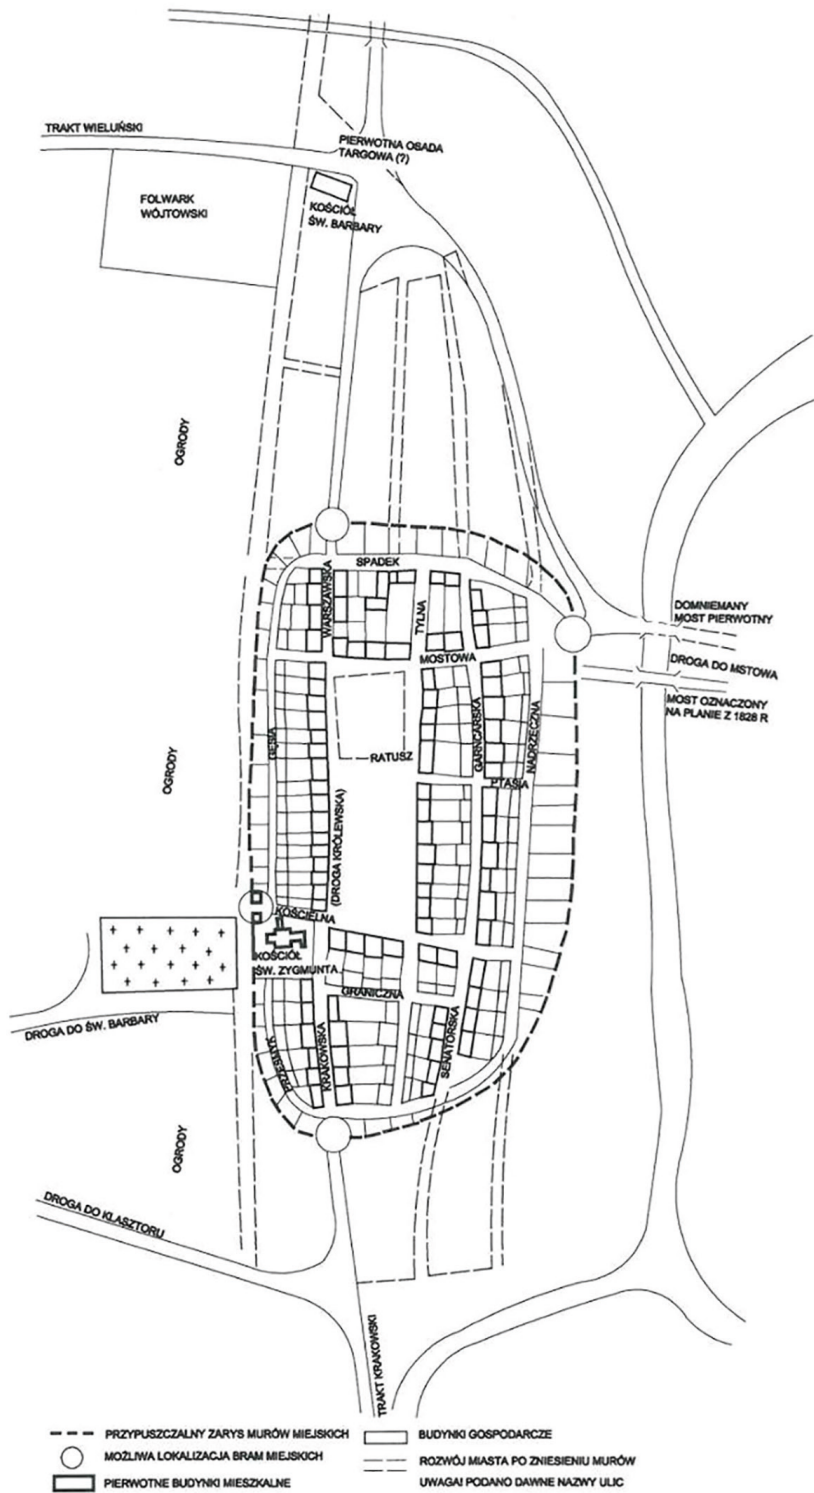 TRAKT WIELUŃSKI
PIERWOTNA OSADA
TARGOWA (?)
FOLWARK
WÓJTOWSKI
KOŚCIÓŁ
ŚW. BARBARY
OGRODY
SPADEK
WARSZAWSKA
TYLNA
MOSTOWA
DOMNIEMANY
MOST PIERWOTNY
DROGA DO MSTOWA
MOST OZNACZONY
NA PLANIE Z 1828 R
GARNCARSKA
NADRZECZNA
GĘSIA
RATUSZ
PTASIA
OGRODY
(DROGA KRÓLEWSKA)
KOŚCIELNA
KOŚCIÓŁ
ŚW. ZYGMUNTA
GRANICZNA
DROGA DO ŚW. BARBARY
PRZESMYK
KRAKOWSKA
SENATORSKA
OGRODY
DROGA DO KLASZTORU
TRAKT KRAKOWSKI
PRZYPUSZCZALNY ZARYS MURÓW MIEJSKICH
MOŻLIWA LOKALIZACJA BRAM MIEJSKICH
PIERWOTNE BUDYNKI MIESZKALNE
BUDYNKI GOSPODARCZE
ROZWÓJ MIASTA PO ZNIESIENIU MURÓW
UWAGA! PODANO DAWNE NAZWY ULIC